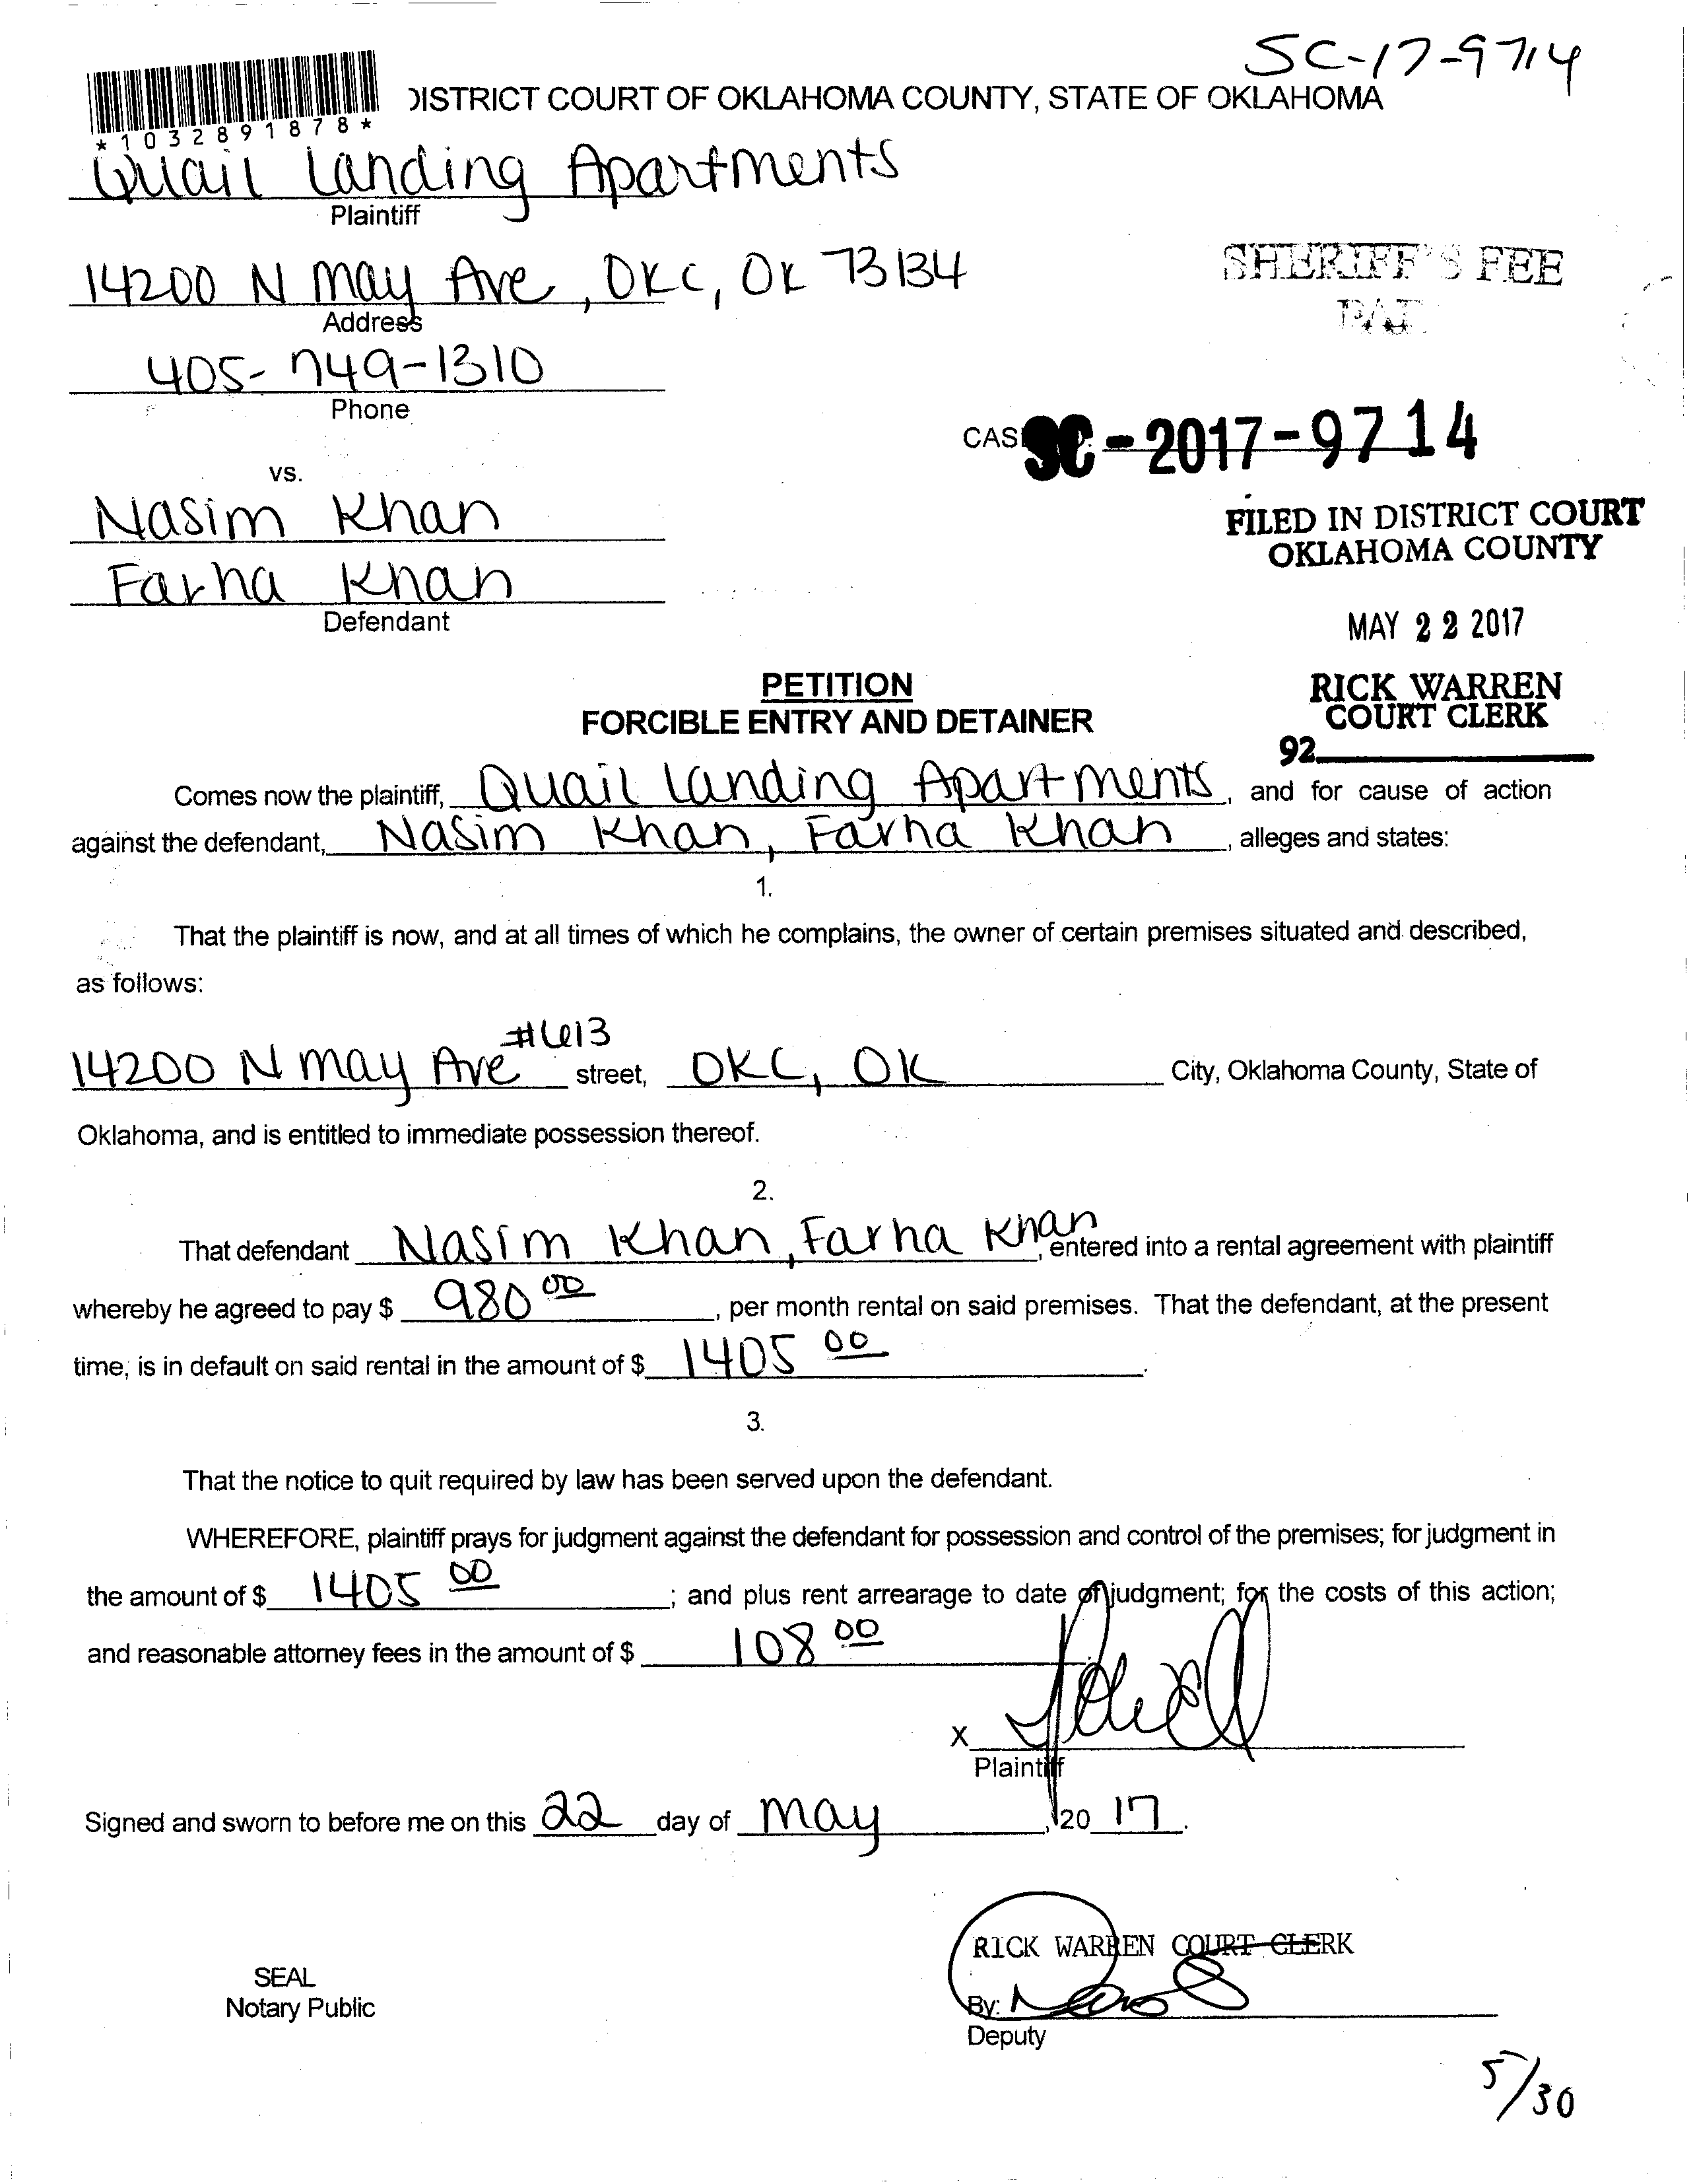 SC-17-9714
DISTRICT COURT OF OKLAHOMA COUNTY, STATE OF OKLAHOMA
*1032891878*
Quail Landing Apartments
Plaintiff
14200 N May Ave, OKC, OK 73134
Address
SHERIFF'S FEE
405-749-1310
Phone
CAS SC-2017-9714
vs.
Nasim Khan
FILED IN DISTRICT COURT
OKLAHOMA COUNTY
Farha Khan
Defendant
MAY 22 2017
PETITION
FORCIBLE ENTRY AND DETAINER
RICK WARREN
COURT CLERK
92
Comes now the plaintiff, Quail Landing Apartments, and for cause of action
against the defendant, Nasim Khan, Farha Khan, alleges and states:
1.
That the plaintiff is now, and at all times of which he complains, the owner of certain premises situated and described,
as follows:
#613
14200 N May Ave street, OKC, OK City, Oklahoma County, State of
Oklahoma, and is entitled to immediate possession thereof.
2.
That defendant Nasim Khan, Farha Khan, entered into a rental agreement with plaintiff
whereby he agreed to pay $ 980 00, per month rental on said premises. That the defendant, at the present
time, is in default on said rental in the amount of $ 1405 00.
3.
That the notice to quit required by law has been served upon the defendant.
WHEREFORE, plaintiff prays for judgment against the defendant for possession and control of the premises; for judgment in
the amount of $ 1405 00; and plus rent arrearage to date of judgment; for the costs of this action;
and reasonable attorney fees in the amount of $ 108 00
X
Plaintiff
Signed and sworn to before me on this 22 day of May, 20 17.
RICK WARREN COURT CLERK
SEAL
Notary Public
By:
Deputy
5/30